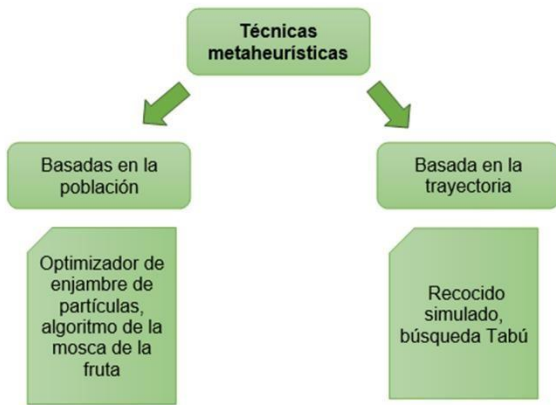 Técnicas
metaheurísticas
Basadas en la
población
Basada en la
trayectoria
Optimizador de
enjambre de
partículas,
algoritmo de la
mosca de la
fruta
Recocido
simulado,
búsqueda Tabú